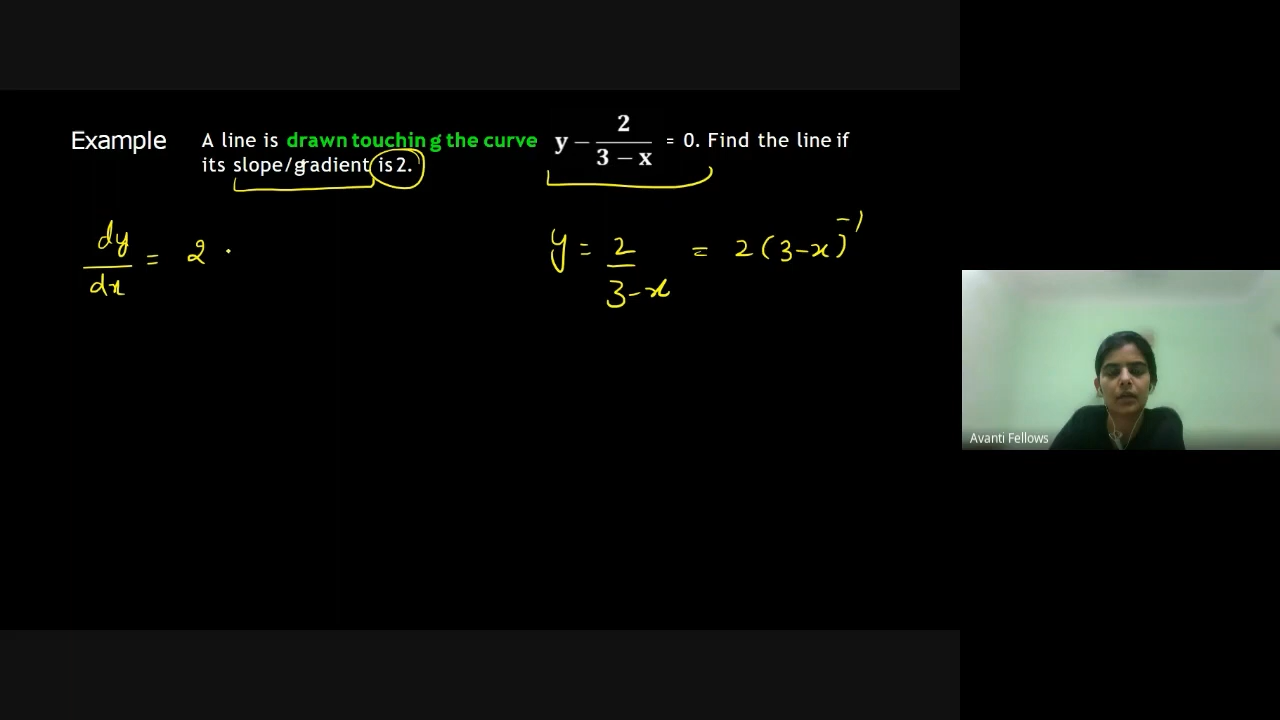 Example A line is drawn touching the curve y − 2/(3 − x) = 0. Find the line if
its slope/gradient is 2.
dy/dx = 2 .
y = 2/(3-x) = 2(3-x)⁻¹
Avanti Fellows